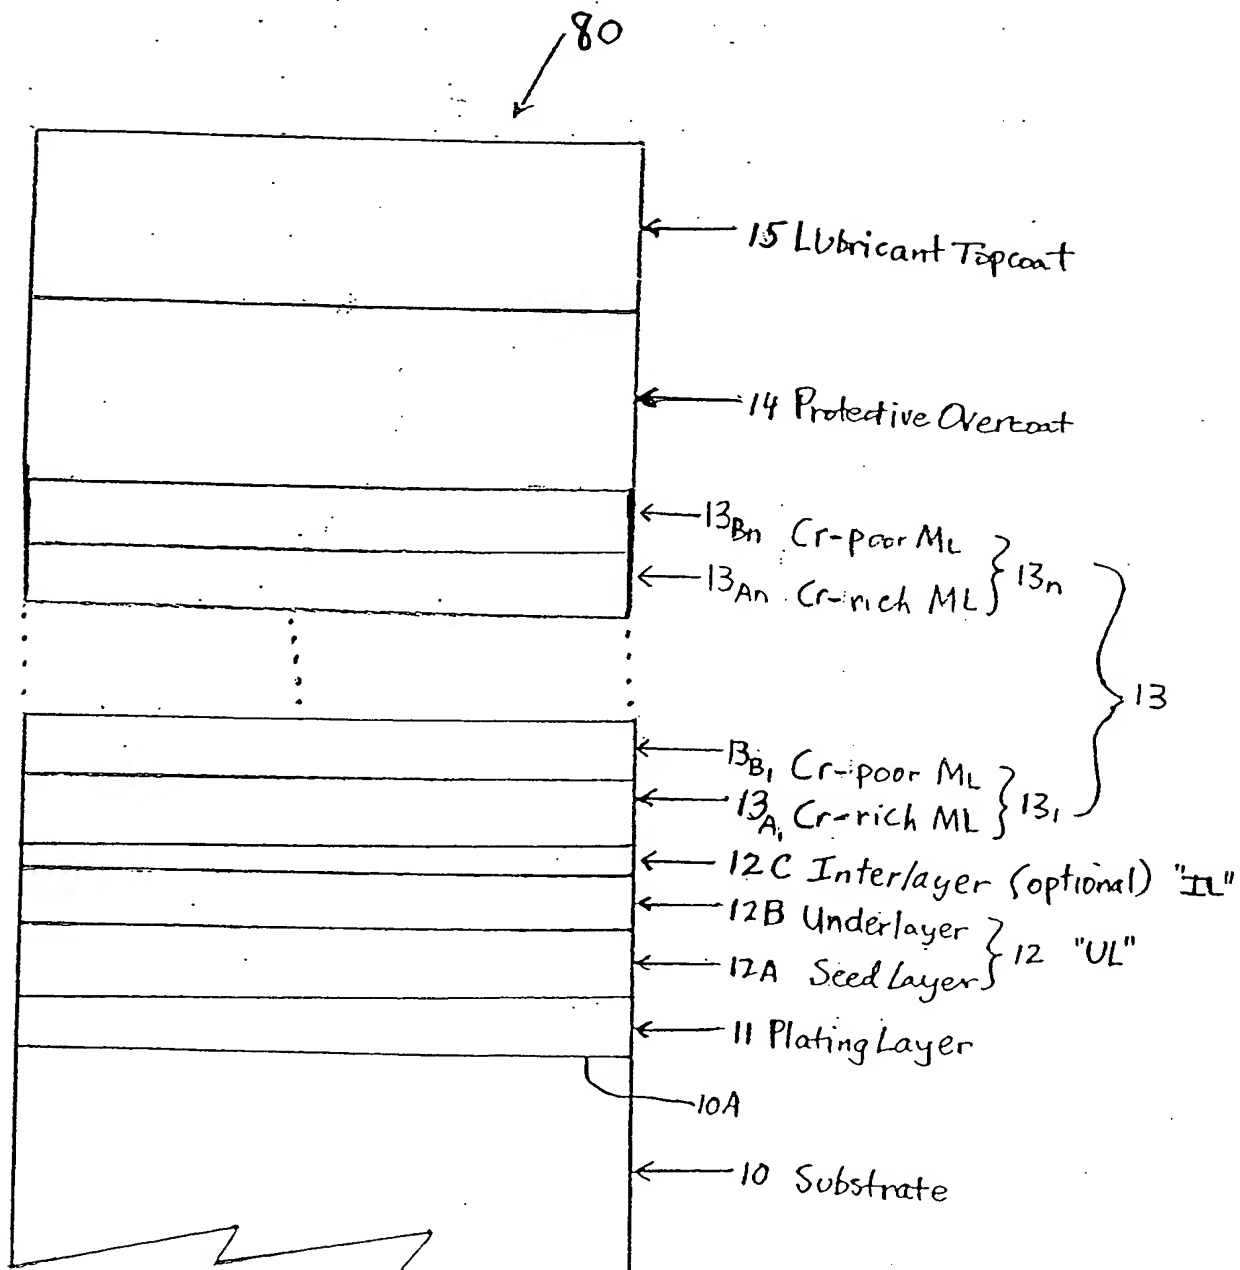 80
15 Lubricant Topcoat
14 Protective Overcoat
13Bn Cr-poor ML
13An Cr-rich ML
13n
13
13B1 Cr-poor ML
13A1 Cr-rich ML
131
12C Interlayer (optional) "IL"
12B Underlayer
12A Seed Layer
12 "UL"
11 Plating Layer
10A
10 Substrate